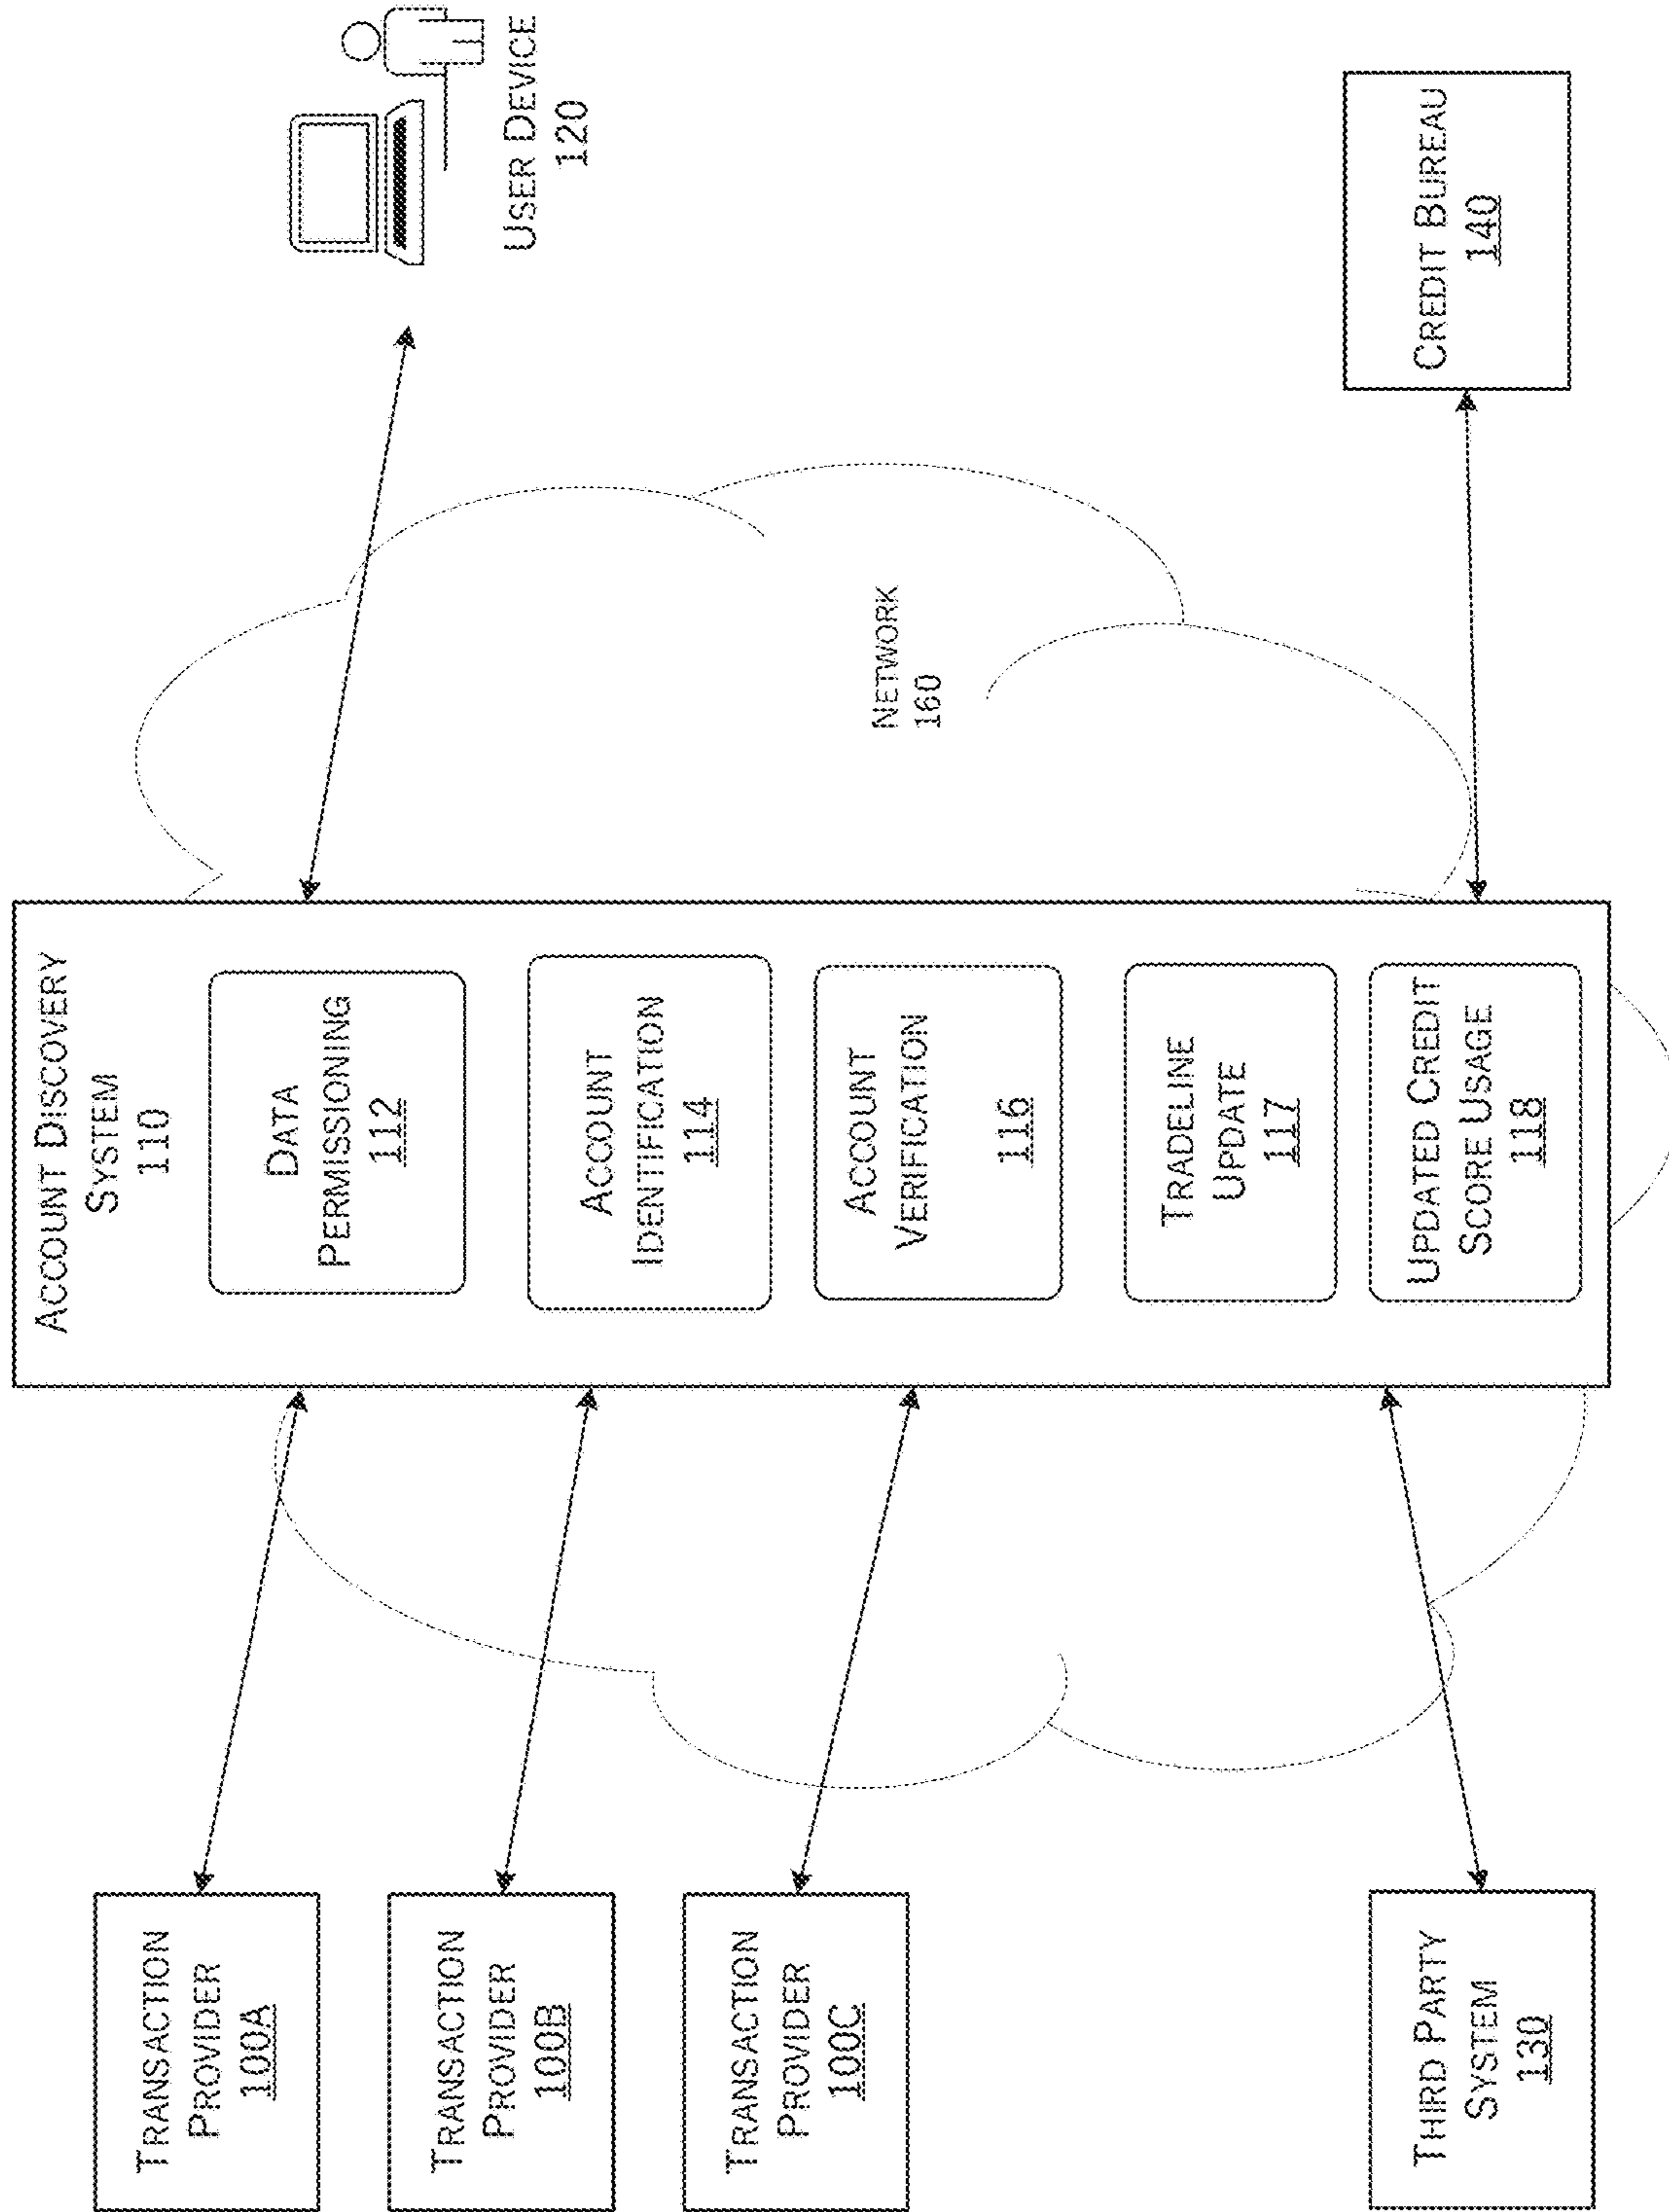 TRANSACTION
PROVIDER
100A
TRANSACTION
PROVIDER
100B
TRANSACTION
PROVIDER
100C
THIRD PARTY
SYSTEM
130
ACCOUNT DISCOVERY
SYSTEM
110
DATA
PERMISSIONING
112
ACCOUNT
IDENTIFICATION
114
ACCOUNT
VERIFICATION
116
TRADELINE
UPDATE
117
UPDATED CREDIT
SCORE USAGE
118
NETWORK
160
USER DEVICE
120
CREDIT BUREAU
140